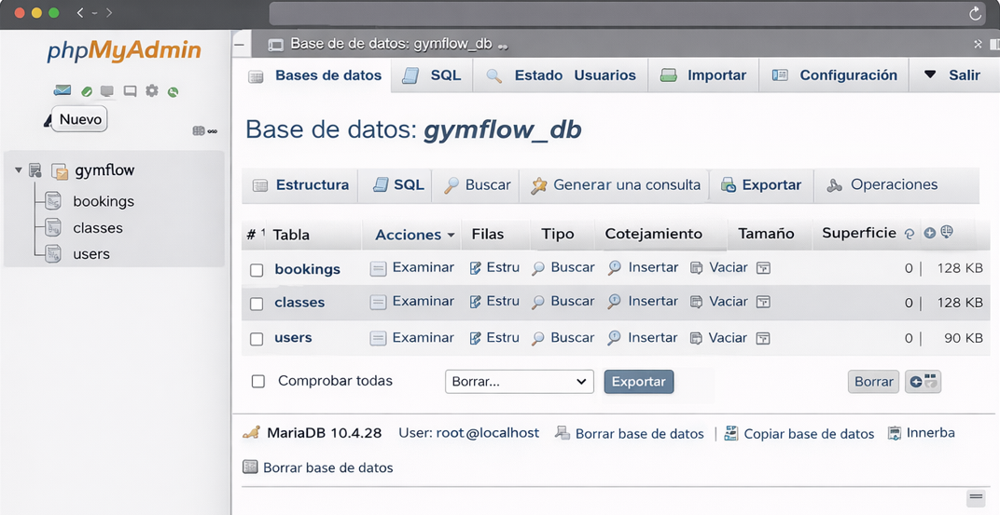 phpMyAdmin
Nuevo
gymflow
bookings
classes
users
Base de de datos: gymflow_db
Bases de datos SQL Estado Usuarios Importar Configuración Salir
Base de datos: gymflow_db
Estructura SQL Buscar Generar una consulta Exportar Operaciones
# 1 Tabla Acciones Filas Tipo Cotejamiento Tamaño Superficie
bookings Examinar Estru Buscar Insertar Vaciar 0 | 128 KB
classes Examinar Estru Buscar Insertar Vaciar 0 | 128 KB
users Examinar Estru Buscar Insertar Vaciar 0 | 90 KB
Comprobar todas Borrar... Exportar Borrar
MariaDB 10.4.28 User: root@localhost Borrar base de datos | Copiar base de datos Innerba
Borrar base de datos